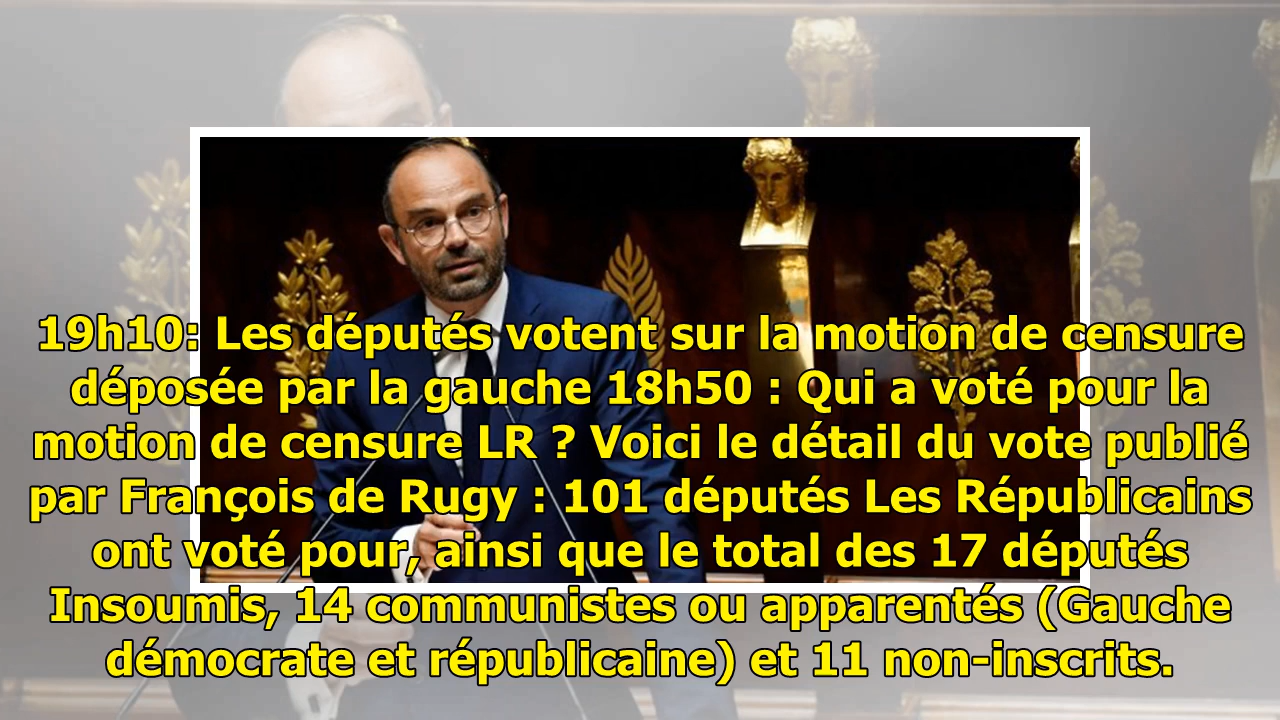 19h10: Les députés votent sur la motion de censure
déposée par la gauche 18h50 : Qui a voté pour la
motion de censure LR ? Voici le détail du vote publié
par François de Rugy : 101 députés Les Républicains
ont voté pour, ainsi que le total des 17 députés
Insoumis, 14 communistes ou apparentés (Gauche
démocrate et républicaine) et 11 non-inscrits.